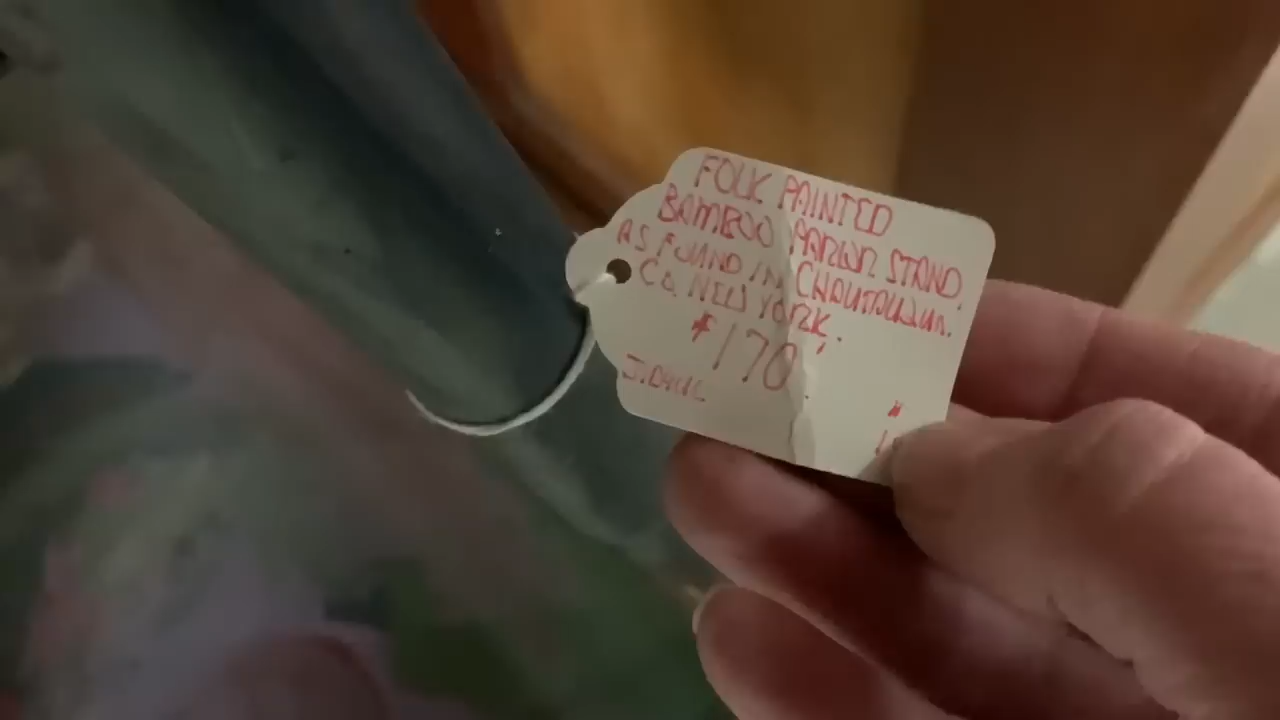 FOLK PAINTED
BAMBOO PARLOR STAND,
AS FOUND IN CHAUTAUQUA.
CO. NEW YORK.
$170.